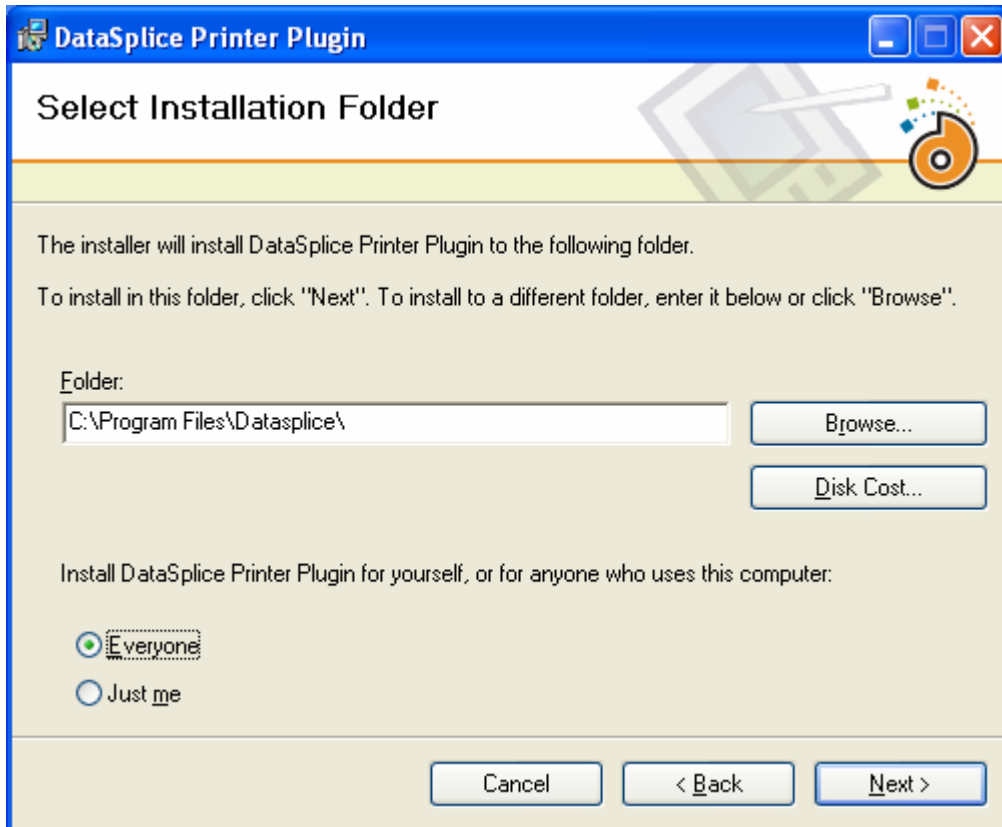 DataSplice Printer Plugin
Select Installation Folder
The installer will install DataSplice Printer Plugin to the following folder.
To install in this folder, click "Next". To install to a different folder, enter it below or click "Browse".
Folder:
C:\Program Files\Datasplice\
Browse...
Disk Cost...
Install DataSplice Printer Plugin for yourself, or for anyone who uses this computer:
Everyone
Just me
Cancel
< Back
Next >